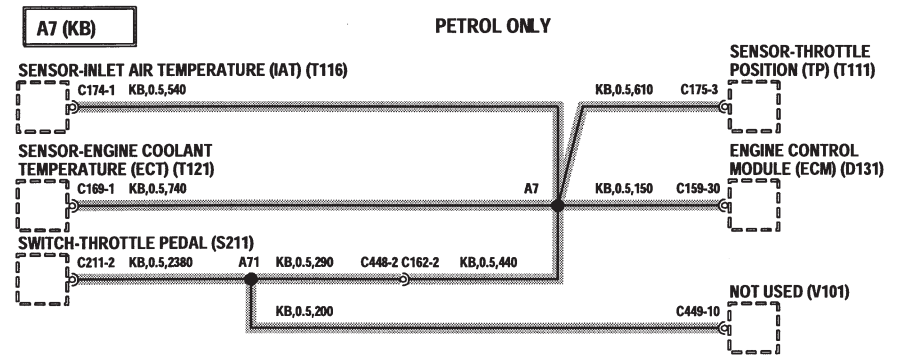 A7 (KB)
PETROL ONLY
SENSOR-THROTTLE
POSITION (TP) (T111)
SENSOR-INLET AIR TEMPERATURE (IAT) (T116)
C174-1 KB,0.5,540
KB,0.5,610 C175-3
SENSOR-ENGINE COOLANT
TEMPERATURE (ECT) (T121)
ENGINE CONTROL
MODULE (ECM) (D131)
C169-1 KB,0.5,740
A7 KB,0.5,150 C159-30
SWITCH-THROTTLE PEDAL (S211)
C211-2 KB,0.5,2380 A71 KB,0.5,290 C448-2 C162-2 KB,0.5,440
NOT USED (V101)
KB,0.5,200 C449-10